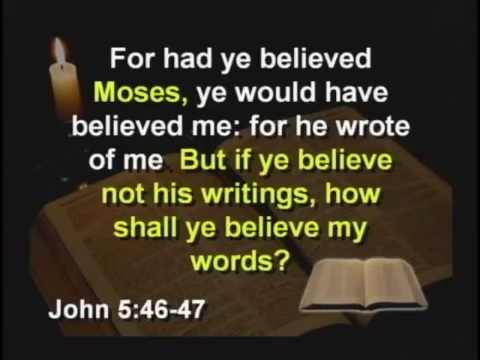 For had ye believed
Moses, ye would have
believed me: for he wrote
of me But if ye believe
not his writings, how
shall ye believe my
words?
John 5:46-47